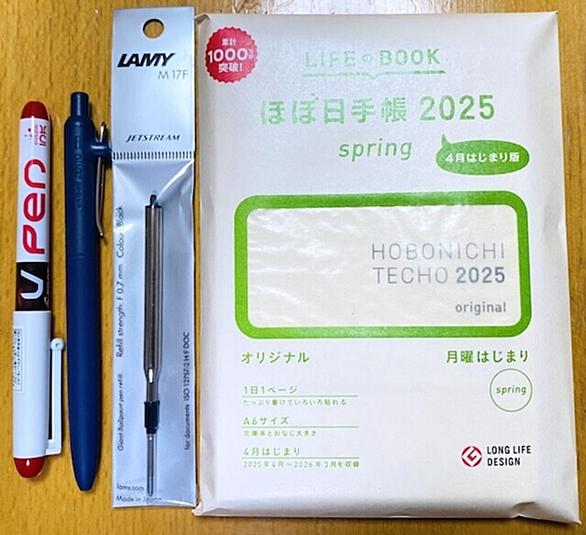 V Pen
LAMY
M 17F
JETSTREAM
Giant Ballpoint pen refill. Refill strength: F 0.7 mm Colour: Black
for documents ISO 12757/2 H F DOC
lamy.com
Made in Japan
累計
1000万部
突破!
LIFEのBOOK
ほぼ日手帳 2025
spring
4月はじまり版
HOBONICHI
TECHO 2025
original
オリジナル
月曜はじまり
spring
1日1ページ
たっぷり書けていろいろ貼れる
A6サイズ
文庫本とおなじ大きさ
4月はじまり
2025年4月〜2026年3月を収録
LONG LIFE
DESIGN